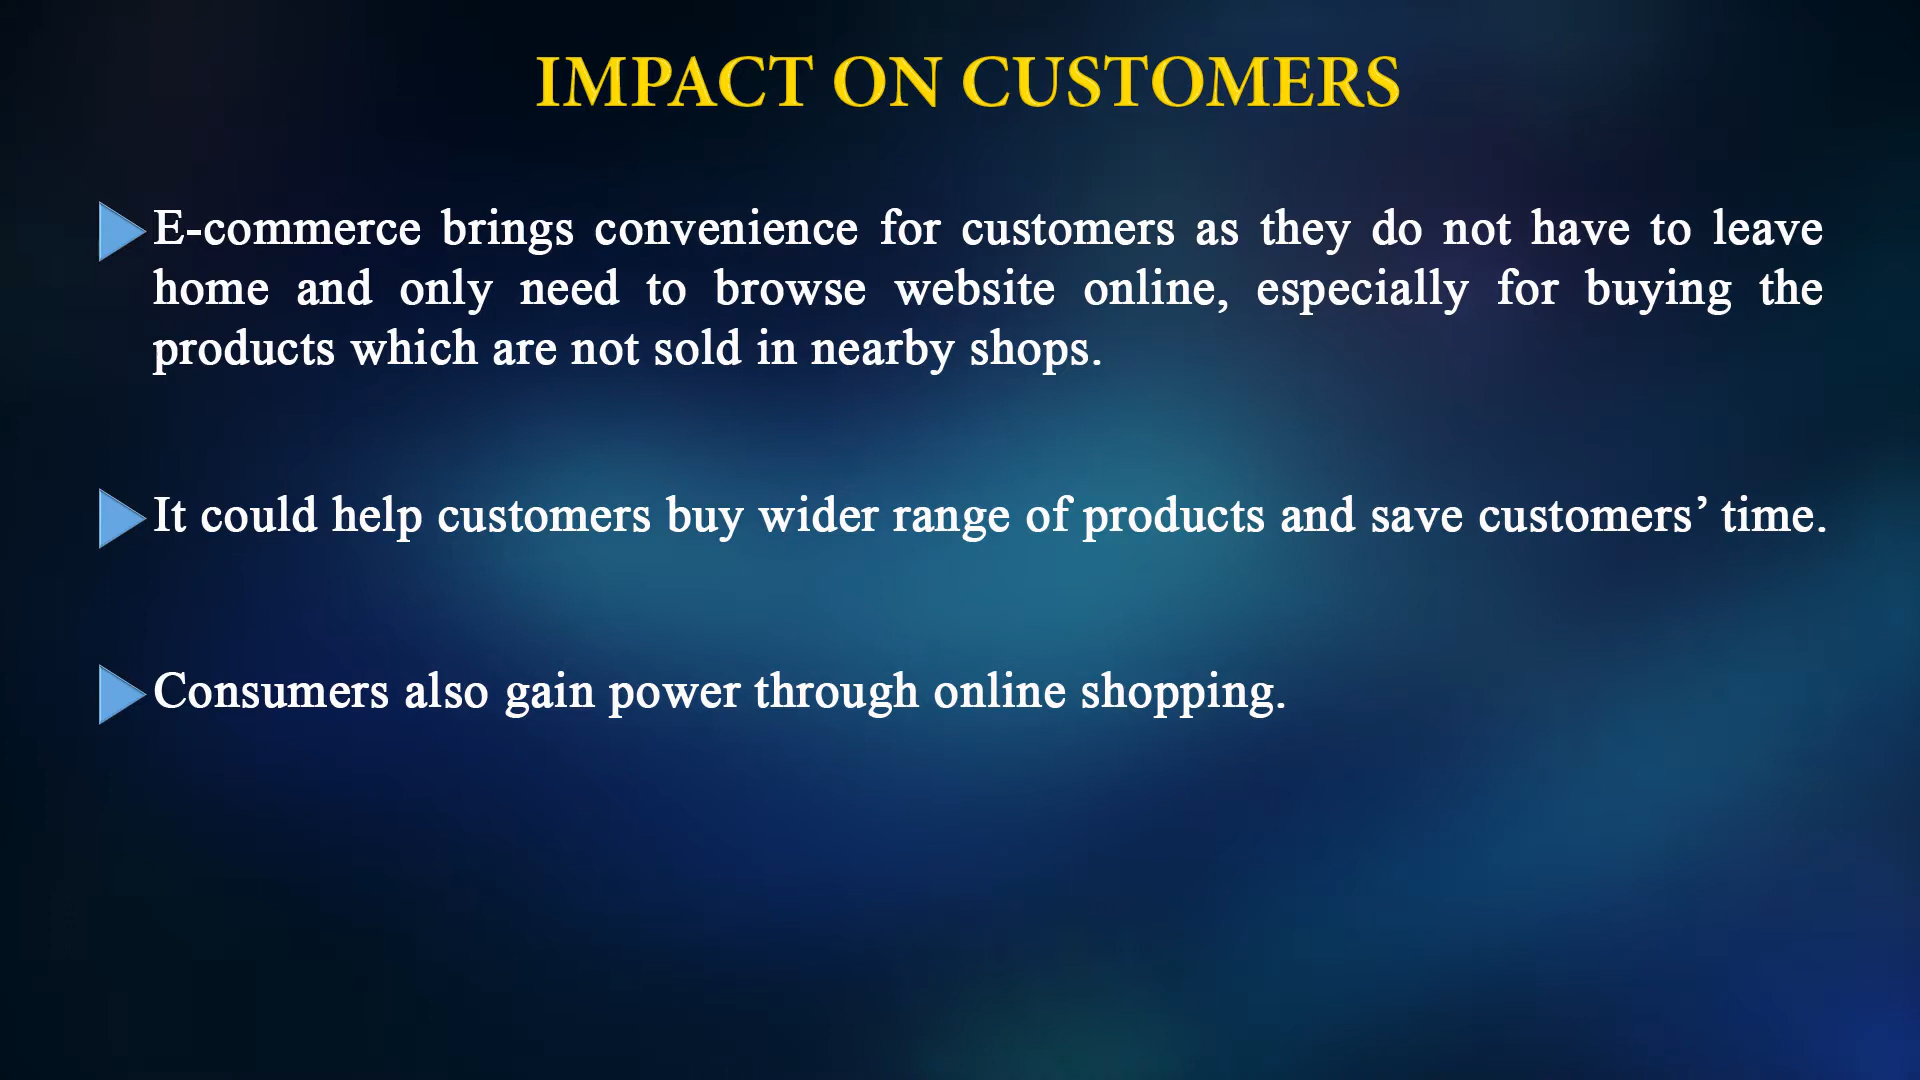 IMPACT ON CUSTOMERS
E-commerce brings convenience for customers as they do not have to leave
home and only need to browse website online, especially for buying the
products which are not sold in nearby shops.
It could help customers buy wider range of products and save customers’ time.
Consumers also gain power through online shopping.